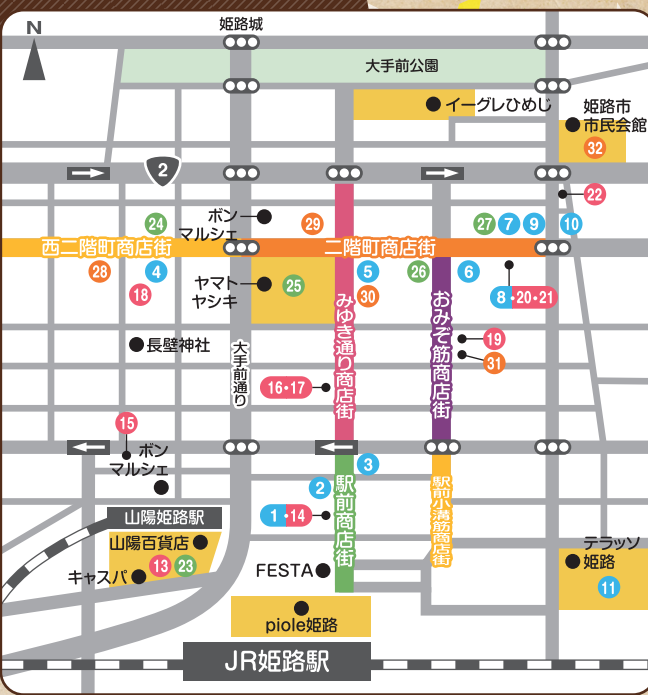 N
姫路城
大手前公園
イーグレひめじ
姫路市
市民会館
32
2
22
24
ボン
マルシェ
29
27
7
9
10
西二階町商店街
二階町商店街
28
4
18
ヤマト
ヤシキ
25
5
30
26
6
8・20・21
みゆき通り商店街
おみぞ筋商店街
19
31
長壁神社
大手前通り
16・17
15
ボン
マルシェ
3
2
1・14
駅前商店街
駅前小溝筋商店街
山陽姫路駅
山陽百貨店
キャスパ
13
23
FESTA
テラッソ
姫路
11
piole姫路
JR姫路駅